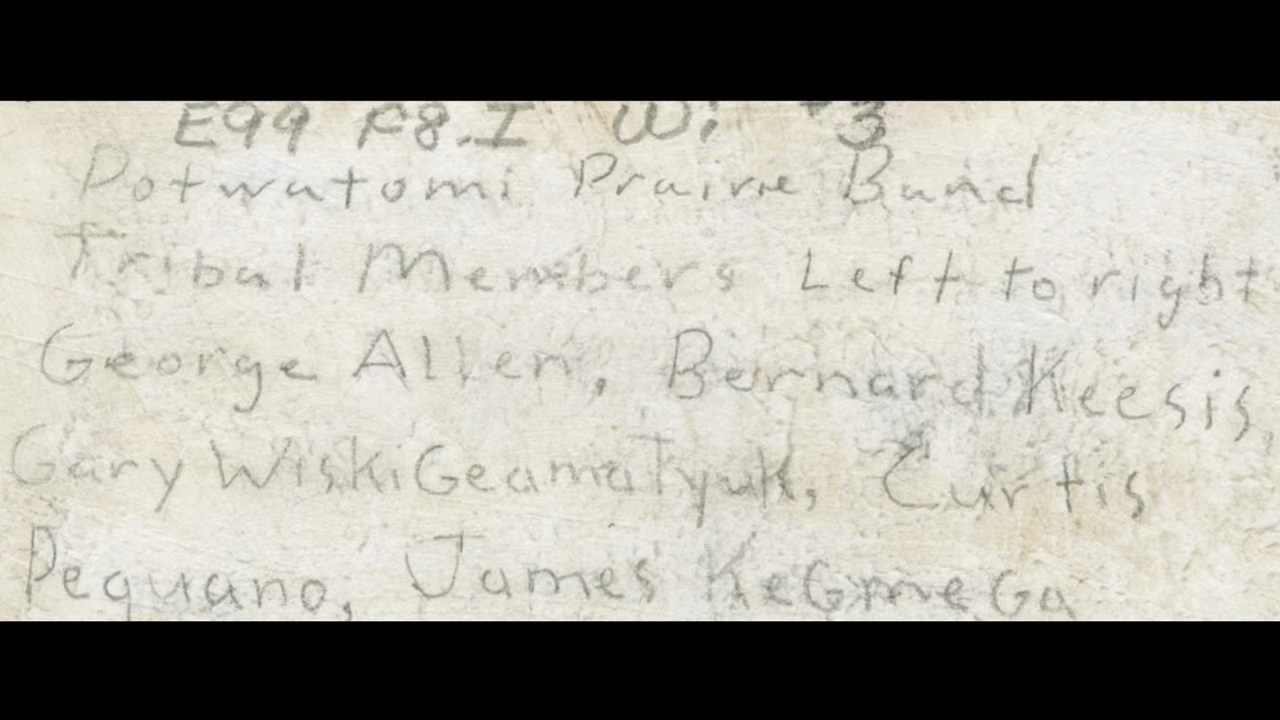 E99 F8.I Wi *3
Potwatomi Prairie Band
Tribal Members Left to right
George Allen, Bernard Keesis,
Gary WiskiGeamaTyuk, Curtis
Pequano, James KeGmeGa